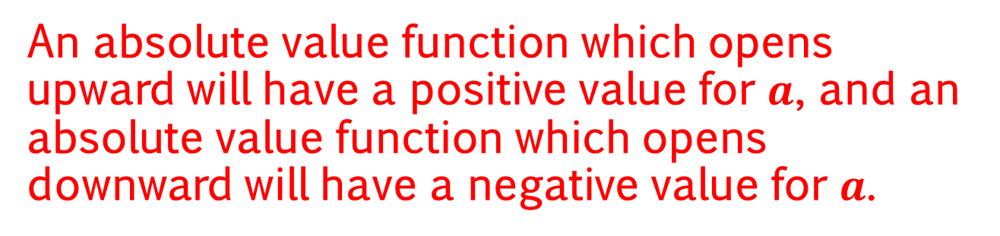 An absolute value function which opens
upward will have a positive value for a, and an
absolute value function which opens
downward will have a negative value for a.